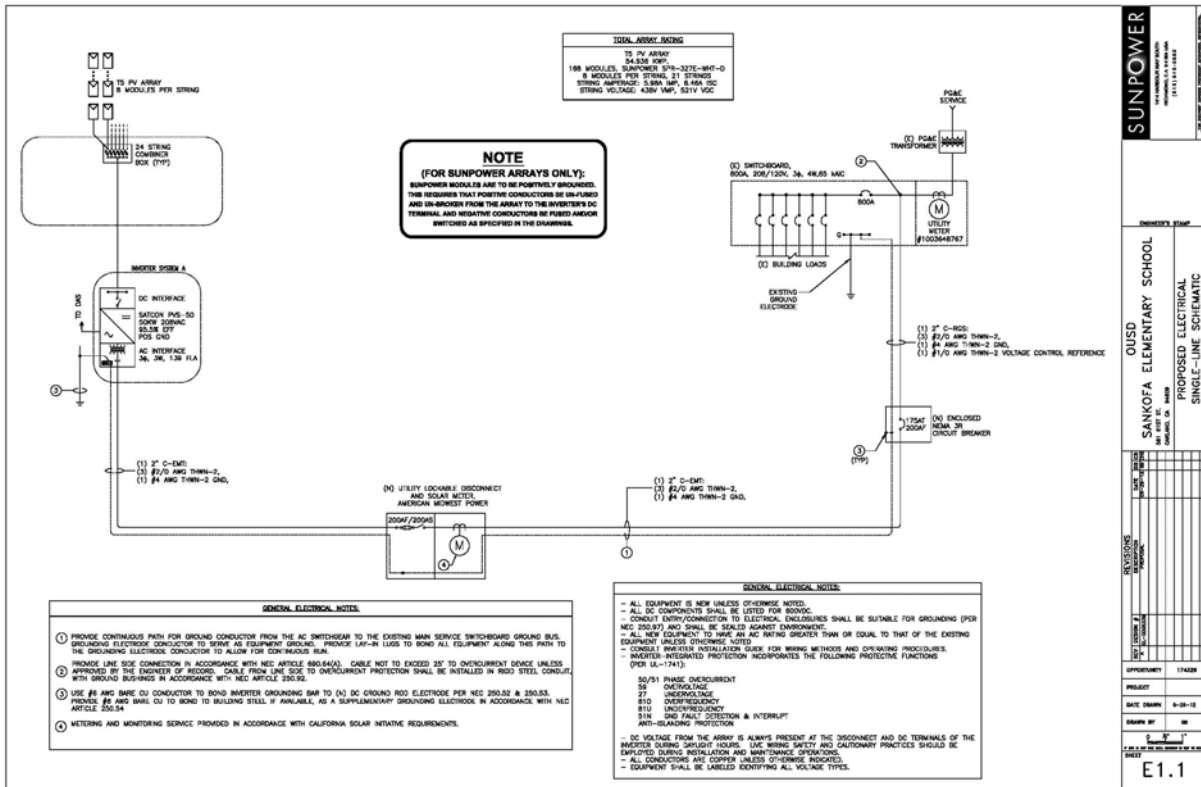 TOTAL ARRAY RATING
T5 PV ARRAY
54.936 KWP.
168 MODULES, SUNPOWER SPR-327E-WHT-D
8 MODULES PER STRING, 21 STRINGS
STRING AMPERAGE: 5.98A IMP, 6.46A ISC
STRING VOLTAGE: 438V VMP, 521V VOC
T5 PV ARRAY
8 MODULES PER STRING
24 STRING
COMBINER
BOX (TYP)
NOTE
(FOR SUNPOWER ARRAYS ONLY):
SUNPOWER MODULES ARE TO BE POSITIVELY GROUNDED.
THIS REQUIRES THAT POSITIVE CONDUCTORS BE UN-FUSED
AND UN-BROKEN FROM THE ARRAY TO THE INVERTER'S DC
TERMINAL AND NEGATIVE CONDUCTORS BE FUSED AND/OR
SWITCHED AS SPECIFIED IN THE DRAWINGS.
PG&E
SERVICE
(E) PG&E
TRANSFORMER
(E) SWITCHBOARD,
800A, 208/120V, 3ϕ, 4W,65 kAIC
2
800A
M
UTILITY
METER
#1003648767
G
(E) BUILDING LOADS
EXISTING
GROUND
ELECTRODE
INVERTER SYSTEM A
DC INTERFACE
SATCON PVS-50
50KW 208VAC
95.5% EFF
POS GND
AC INTERFACE
3ϕ, 3W, 139 FLA
TO DAS
3
(1) 2" C-RGS:
(3) #2/0 AWG THWN-2,
(1) #4 AWG THWN-2 GND,
(1) #1/0 AWG THWN-2 VOLTAGE CONTROL REFERENCE
175AT
200AF
(N) ENCLOSED
NEMA 3R
CIRCUIT BREAKER
3
(TYP)
(1) 2" C-EMT:
(3) #2/0 AWG THWN-2,
(1) #4 AWG THWN-2 GND,
(N) UTILITY LOCKABLE DISCONNECT
AND SOLAR METER,
AMERICAN MIDWEST POWER
200AF/200AS
M
4
(1) 2" C-EMT:
(3) #2/0 AWG THWN-2,
(1) #4 AWG THWN-2 GND,
1
GENERAL ELECTRICAL NOTES:
1 PROVIDE CONTINUOUS PATH FOR GROUND CONDUCTOR FROM THE AC SWITCHGEAR TO THE EXISTING MAIN SERVICE SWITCHBOARD GROUND BUS.
GROUNDING ELECTRODE CONDUCTOR TO SERVE AS EQUIPMENT GROUND. PROVIDE LAY-IN LUGS TO BOND ALL EQUIPMENT ALONG THIS PATH TO
THE GROUNDING ELECTRODE CONDUCTOR TO ALLOW FOR CONTINUOUS RUN.
2 PROVIDE LINE SIDE CONNECTION IN ACCORDANCE WITH NEC ARTICLE 690.64(A). CABLE NOT TO EXCEED 25' TO OVERCURRENT DEVICE UNLESS
APPROVED BY THE ENGINEER OF RECORD. CABLE FROM LINE SIDE TO OVERCURRENT PROTECTION SHALL BE INSTALLED IN RIGID STEEL CONDUIT,
WITH GROUND BUSHINGS IN ACCORDANCE WITH NEC ARTICLE 250.92.
3 USE #6 AWG BARE CU CONDUCTOR TO BOND INVERTER GROUNDING BAR TO (N) DC GROUND ROD ELECTRODE PER NEC 250.52 & 250.53.
PROVIDE #6 AWG BARE CU TO BOND TO BUILDING STEEL IF AVAILABLE, AS A SUPPLEMENTARY GROUNDING ELECTRODE IN ACCORDANCE WITH NEC
ARTICLE 250.54
4 METERING AND MONITORING SERVICE PROVIDED IN ACCORDANCE WITH CALIFORNIA SOLAR INITIATIVE REQUIREMENTS.
GENERAL ELECTRICAL NOTES:
- ALL EQUIPMENT IS NEW UNLESS OTHERWISE NOTED.
- ALL DC COMPONENTS SHALL BE LISTED FOR 600VDC.
- CONDUIT ENTRY/CONNECTION TO ELECTRICAL ENCLOSURES SHALL BE SUITABLE FOR GROUNDING (PER
NEC 250.97) AND SHALL BE SEALED AGAINST ENVIRONMENT.
- ALL NEW EQUIPMENT TO HAVE AN AIC RATING GREATER THAN OR EQUAL TO THAT OF THE EXISTING
EQUIPMENT UNLESS OTHERWISE NOTED
- CONSULT INVERTER INSTALLATION GUIDE FOR WIRING METHODS AND OPERATING PROCEDURES.
- INVERTER-INTEGRATED PROTECTION INCORPORATES THE FOLLOWING PROTECTIVE FUNCTIONS
(PER UL-1741):
50/51 PHASE OVERCURRENT
59 OVERVOLTAGE
27 UNDERVOLTAGE
81O OVERFREQUENCY
81U UNDERFREQUENCY
51N GND FAULT DETECTION & INTERRUPT
ANTI-ISLANDING PROTECTION
- DC VOLTAGE FROM THE ARRAY IS ALWAYS PRESENT AT THE DISCONNECT AND DC TERMINALS OF THE
INVERTER DURING DAYLIGHT HOURS. LIVE WIRING SAFETY AND CAUTIONARY PRACTICES SHOULD BE
EMPLOYED DURING INSTALLATION AND MAINTENANCE OPERATIONS.
- ALL CONDUCTORS ARE COPPER UNLESS OTHERWISE INDICATED.
- EQUIPMENT SHALL BE LABELED IDENTIFYING ALL VOLTAGE TYPES.
SUNPOWER
ENGINEER'S STAMP
OUSD
SANKOFA ELEMENTARY SCHOOL
581 61ST ST.
OAKLAND, CA 94609
PROPOSED ELECTRICAL
SINGLE-LINE SCHEMATIC
REVISIONS
DESCRIPTION
PROPOSAL
DATE
OPPORTUNITY
PROJECT
DATE DRAWN
DRAWN BY
SHEET
E1.1